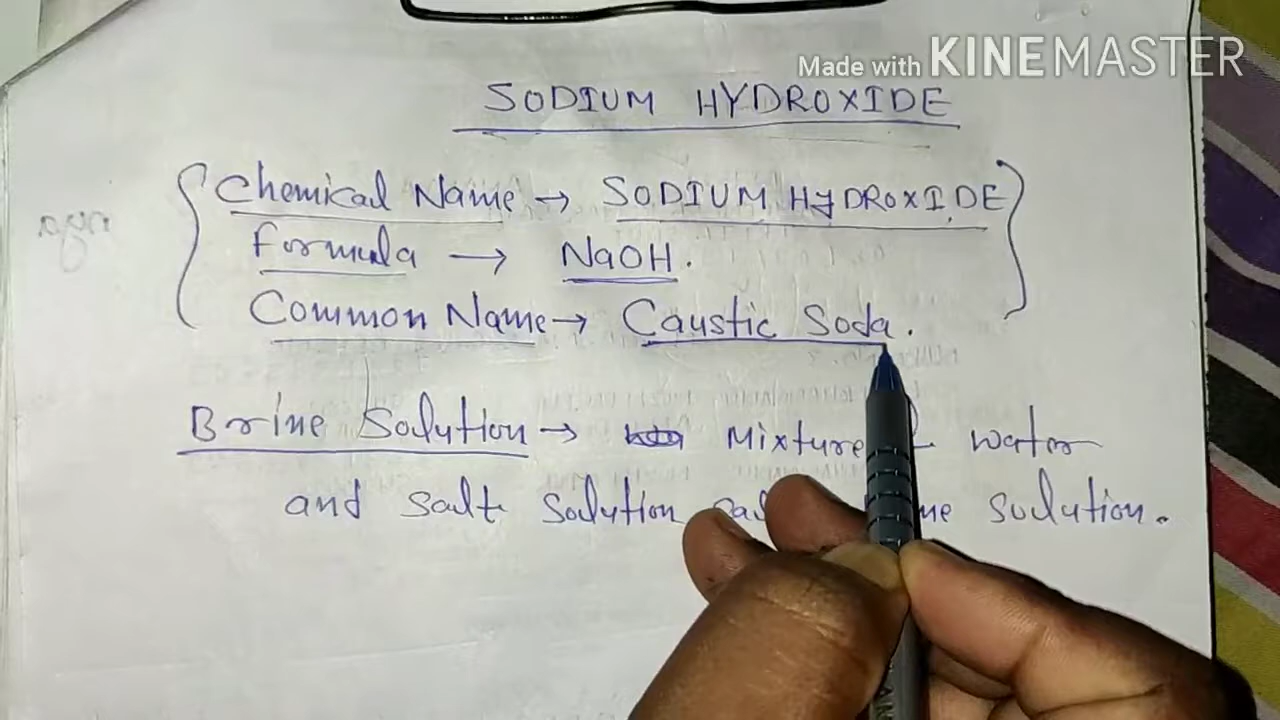 Made with KINEMASTER
SODIUM HYDROXIDE
Chemical Name → SODIUM HyDROXIDE
Formula → NaOH.
Common Name → Caustic Soda.
Brine Solution → Mixture water
and Salt Solution solution.